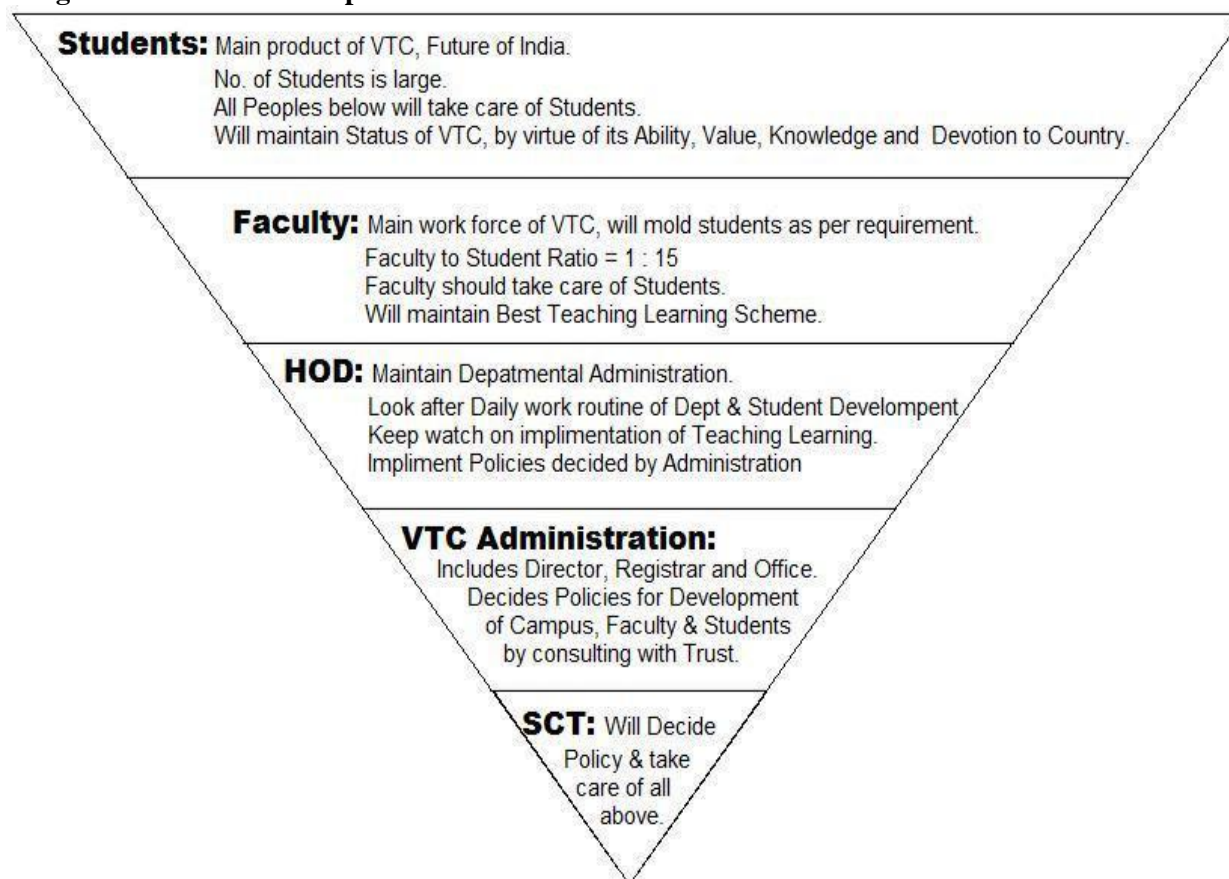 Students: Main product of VTC, Future of India.
No. of Students is large.
All Peoples below will take care of Students.
Will maintain Status of VTC, by virtue of its Ability, Value, Knowledge and Devotion to Country.
Faculty: Main work force of VTC, will mold students as per requirement.
Faculty to Student Ratio = 1 : 15
Faculty should take care of Students.
Will maintain Best Teaching Learning Scheme.
HOD: Maintain Depatmental Administration.
Look after Daily work routine of Dept & Student Develompent
Keep watch on implimentation of Teaching Learning.
Impliment Policies decided by Administration
VTC Administration:
Includes Director, Registrar and Office.
Decides Policies for Development
of Campus, Faculty & Students
by consulting with Trust.
SCT: Will Decide
Policy & take
care of all
above.